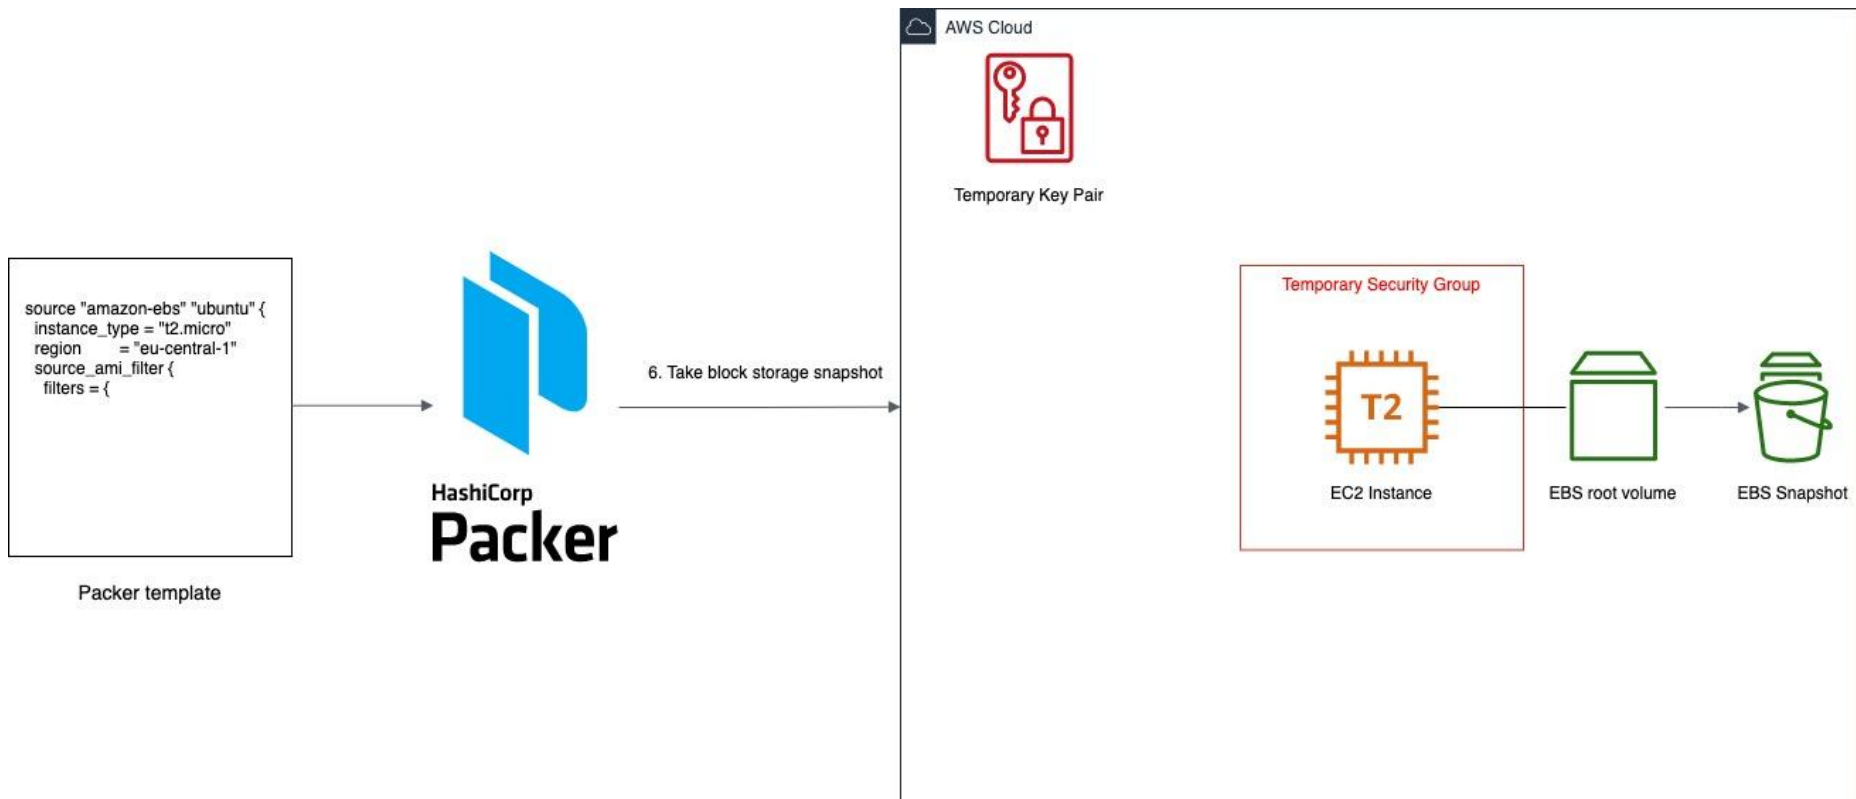 AWS Cloud
Temporary Key Pair
source "amazon-ebs" "ubuntu" {
instance_type = "t2.micro"
region = "eu-central-1"
source_ami_filter {
filters = {
Packer template
HashiCorp
Packer
6. Take block storage snapshot
Temporary Security Group
T2
EC2 Instance
EBS root volume
EBS Snapshot